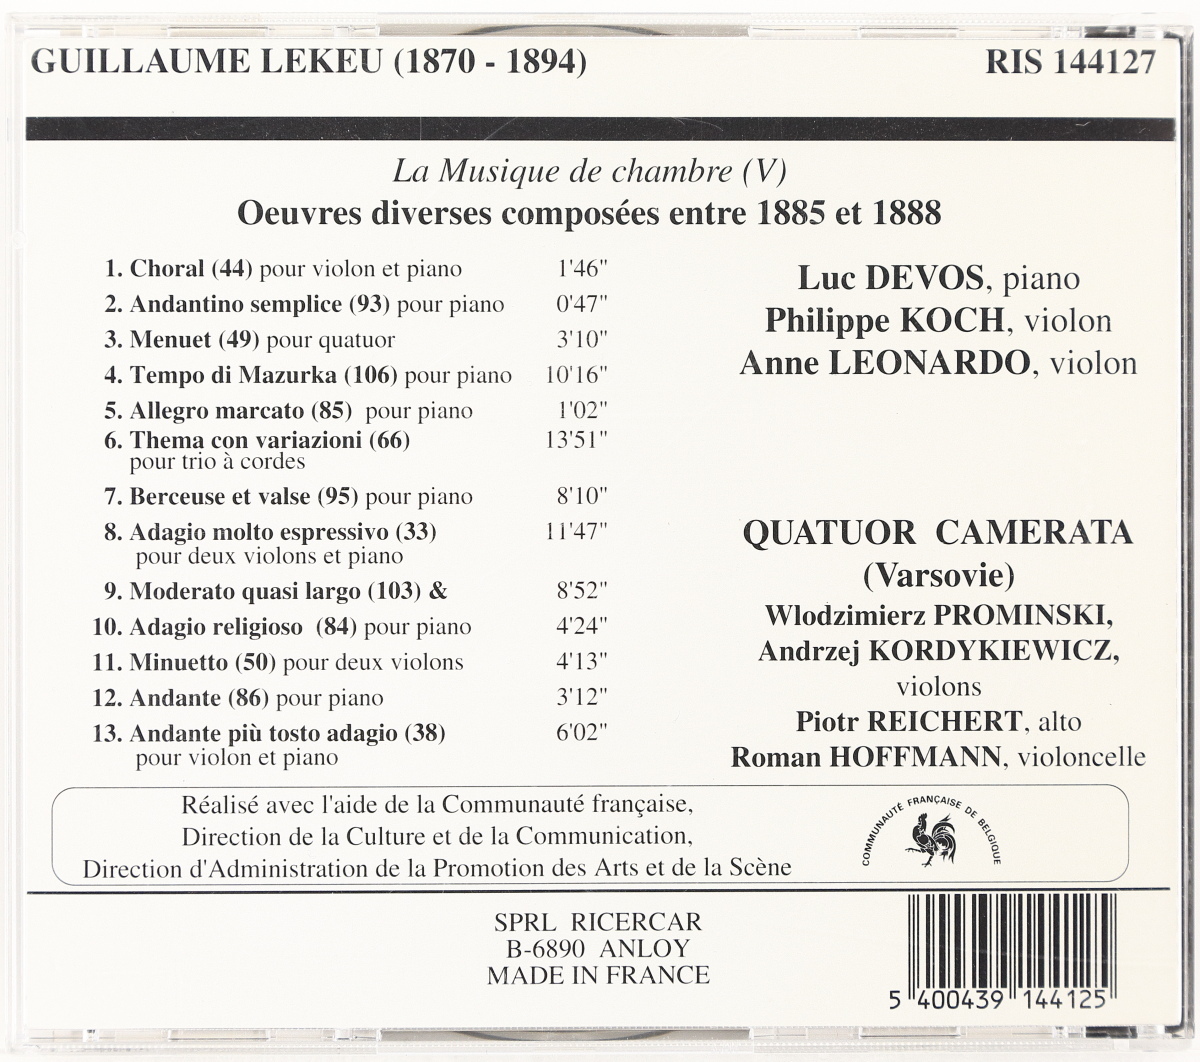 GUILLAUME LEKEU (1870 - 1894) RIS 144127
La Musique de chambre (V)
Oeuvres diverses composées entre 1885 et 1888
1. Choral (44) pour violon et piano 1'46"
2. Andantino semplice (93) pour piano 0'47"
3. Menuet (49) pour quatuor 3'10"
4. Tempo di Mazurka (106) pour piano 10'16"
5. Allegro marcato (85) pour piano 1'02"
6. Thema con variazioni (66) 13'51"
pour trio à cordes
7. Berceuse et valse (95) pour piano 8'10"
8. Adagio molto espressivo (33) 11'47"
pour deux violons et piano
9. Moderato quasi largo (103) & 8'52"
10. Adagio religioso (84) pour piano 4'24"
11. Minuetto (50) pour deux violons 4'13"
12. Andante (86) pour piano 3'12"
13. Andante più tosto adagio (38) 6'02"
pour violon et piano
Luc DEVOS, piano
Philippe KOCH, violon
Anne LEONARDO, violon
QUATUOR CAMERATA
(Varsovie)
Wlodzimierz PROMINSKI,
Andrzej KORDYKIEWICZ,
violons
Piotr REICHERT, alto
Roman HOFFMANN, violoncelle
Réalisé avec l'aide de la Communauté française,
Direction de la Culture et de la Communication,
Direction d'Administration de la Promotion des Arts et de la Scène
COMMUNAUTÉ FRANÇAISE DE BELGIQUE
SPRL RICERCAR
B-6890 ANLOY
MADE IN FRANCE
5 400439 144125